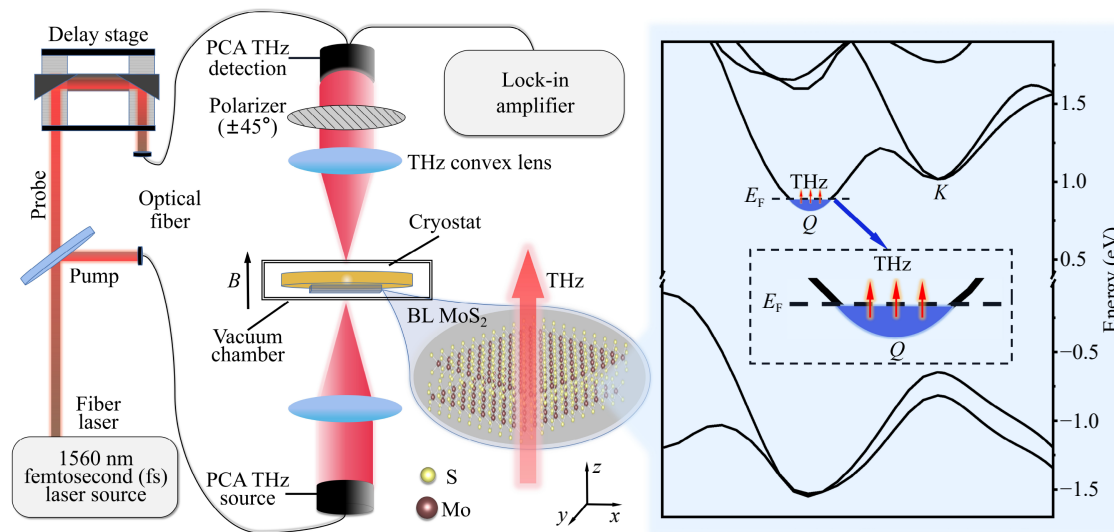 Delay stage
PCA THz
detection
Polarizer
(±45°)
Lock-in
amplifier
THz convex lens
Probe
Optical
fiber
Pump
Cryostat
B
Vacuum
chamber
BL MoS₂
THz
Fiber
laser
1560 nm
femtosecond (fs)
laser source
PCA THz
source
S
Mo
z
y
x
THz
E_F
Q
K
THz
E_F
Q
1.5
1.0
0.5
−0.5
−1.0
−1.5
Energy (eV)